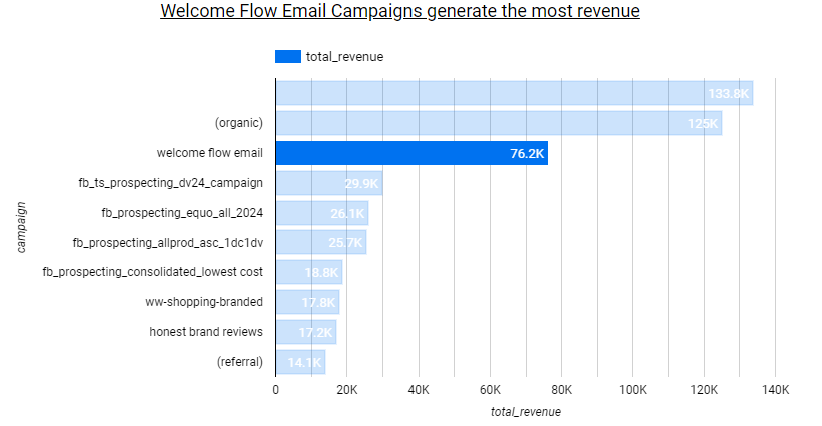 Welcome Flow Email Campaigns generate the most revenue
total_revenue
133.8K
(organic) 125K
welcome flow email 76.2K
fb_ts_prospecting_dv24_campaign 29.9K
fb_prospecting_equo_all_2024 26.1K
fb_prospecting_allprod_asc_1dc1dv 25.7K
fb_prospecting_consolidated_lowest cost 18.8K
ww-shopping-branded 17.8K
honest brand reviews 17.2K
(referral) 14.1K
campaign
0 20K 40K 60K 80K 100K 120K 140K
total_revenue